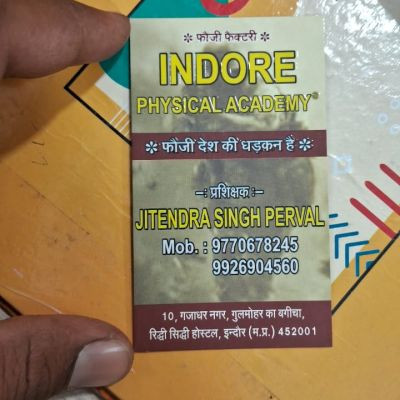 ❇ फौजी फैक्टरी ❇
INDORE
PHYSICAL ACADEMY®
❇ फौजी देश की धड़कन है ❇
–: प्रशिक्षक :–
JITENDRA SINGH PERVAL
Mob. : 9770678245
9926904560
10, गजाधर नगर, गुलमोहर का बगीचा,
रिद्धी सिद्धी होस्टल, इन्दौर (म.प्र.) 452001